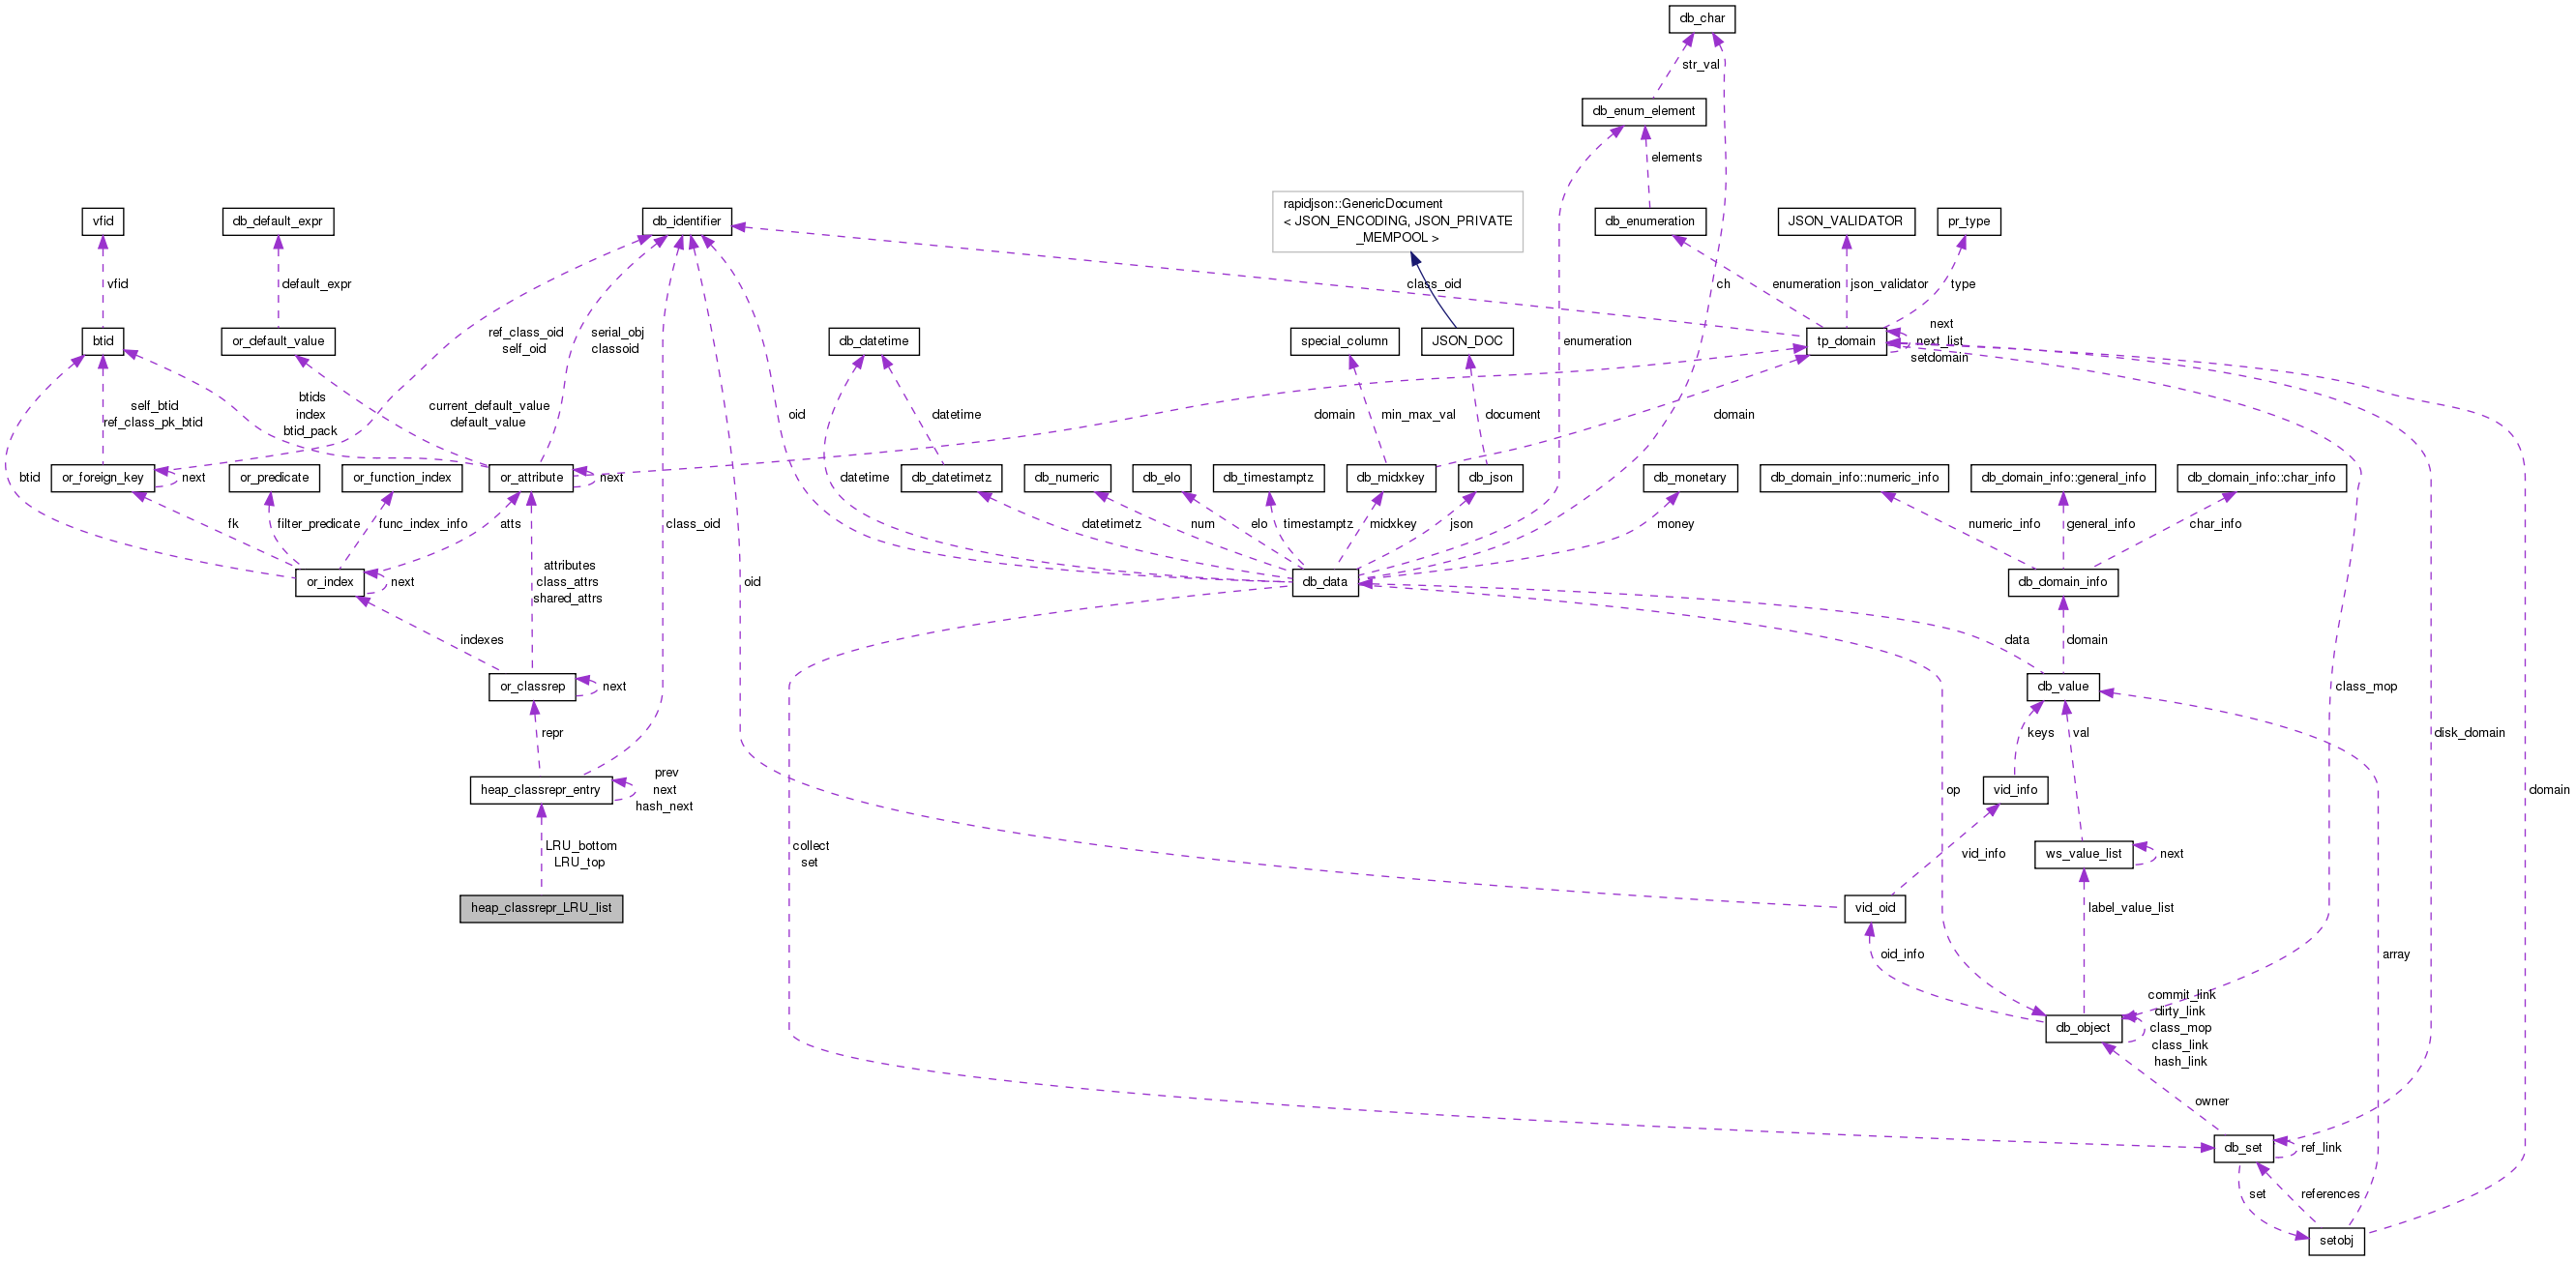 db_char
str_val
db_enum_element
elements
rapidjson::GenericDocument
< JSON_ENCODING, JSON_PRIVATE
_MEMPOOL >
vfid
db_default_expr
db_identifier
db_enumeration
JSON_VALIDATOR
pr_type
vfid
default_expr
class_oid
ch
enumeration
json_validator
type
btid
or_default_value
ref_class_oid
self_oid
serial_obj
classoid
db_datetime
special_column
JSON_DOC
enumeration
tp_domain
next
next_list
setdomain
self_btid
ref_class_pk_btid
btids
index
btid_pack
current_default_value
default_value
oid
datetime
domain
min_max_val
document
domain
btid
or_foreign_key
next
or_predicate
or_function_index
or_attribute
next
datetime
db_datetimetz
db_numeric
db_elo
db_timestamptz
db_midxkey
db_json
db_monetary
db_domain_info::numeric_info
db_domain_info::general_info
db_domain_info::char_info
fk
filter_predicate
func_index_info
atts
class_oid
datetimetz
num
elo
timestamptz
midxkey
json
money
numeric_info
general_info
char_info
or_index
next
attributes
class_attrs
shared_attrs
oid
db_data
db_domain_info
indexes
data
domain
or_classrep
next
db_value
class_mop
repr
keys
val
disk_domain
heap_classrepr_entry
prev
next
hash_next
op
vid_info
domain
LRU_bottom
LRU_top
collect
set
vid_info
ws_value_list
next
heap_classrepr_LRU_list
vid_oid
label_value_list
oid_info
array
db_object
commit_link
dirty_link
class_mop
class_link
hash_link
owner
db_set
ref_link
set
references
setobj